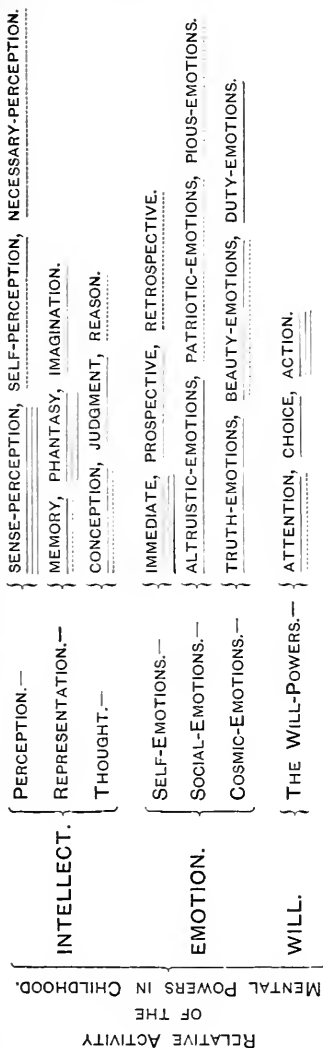 RELATIVE ACTIVITY
OF THE
MENTAL POWERS IN CHILDHOOD.
INTELLECT.
PERCEPTION.— SENSE-PERCEPTION, SELF-PERCEPTION, NECESSARY-PERCEPTION.
REPRESENTATION.— MEMORY, PHANTASY, IMAGINATION.
THOUGHT.— CONCEPTION, JUDGMENT, REASON.
EMOTION.
SELF-EMOTIONS.— IMMEDIATE, PROSPECTIVE, RETROSPECTIVE.
SOCIAL-EMOTIONS.— ALTRUISTIC-EMOTIONS, PATRIOTIC-EMOTIONS, PIOUS-EMOTIONS.
COSMIC-EMOTIONS.— TRUTH-EMOTIONS, BEAUTY-EMOTIONS, DUTY-EMOTIONS.
WILL.
THE WILL-POWERS.— ATTENTION, CHOICE, ACTION.